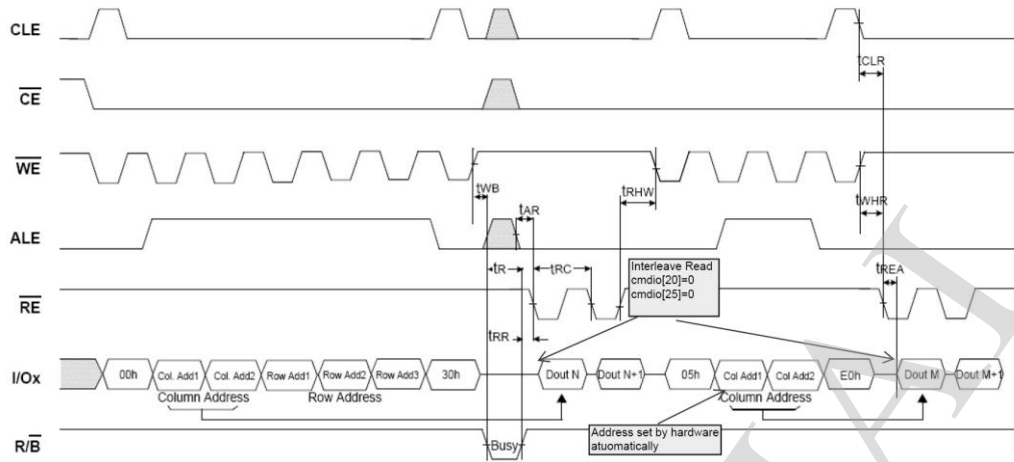 CLE
tCLR
CE
WE
tWB
tRHW
tWHR
tAR
ALE
tR
tRC
Interleave Read
cmdio[20]=0
cmdio[25]=0
tREA
RE
tRR
I/Ox
00h Col. Add1 Col. Add2 Row Add1 Row Add2 Row Add3 30h Dout N Dout N+1 05h Col Add1 Col Add2 E0h Dout M Dout M+1
Column Address Row Address Column Address
Address set by hardware
atuomatically
R/B Busy